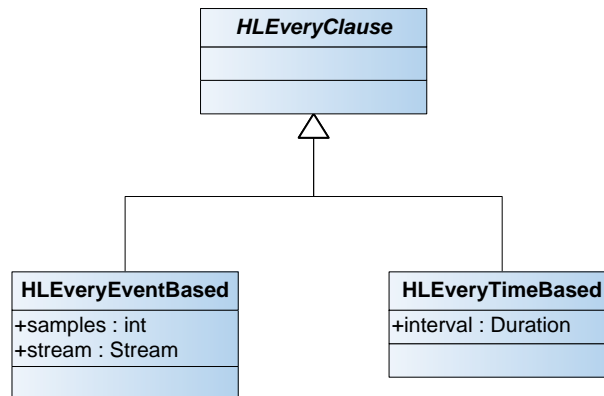 HLEveryClause
HLEveryEventBased
+samples : int
+stream : Stream
HLEveryTimeBased
+interval : Duration